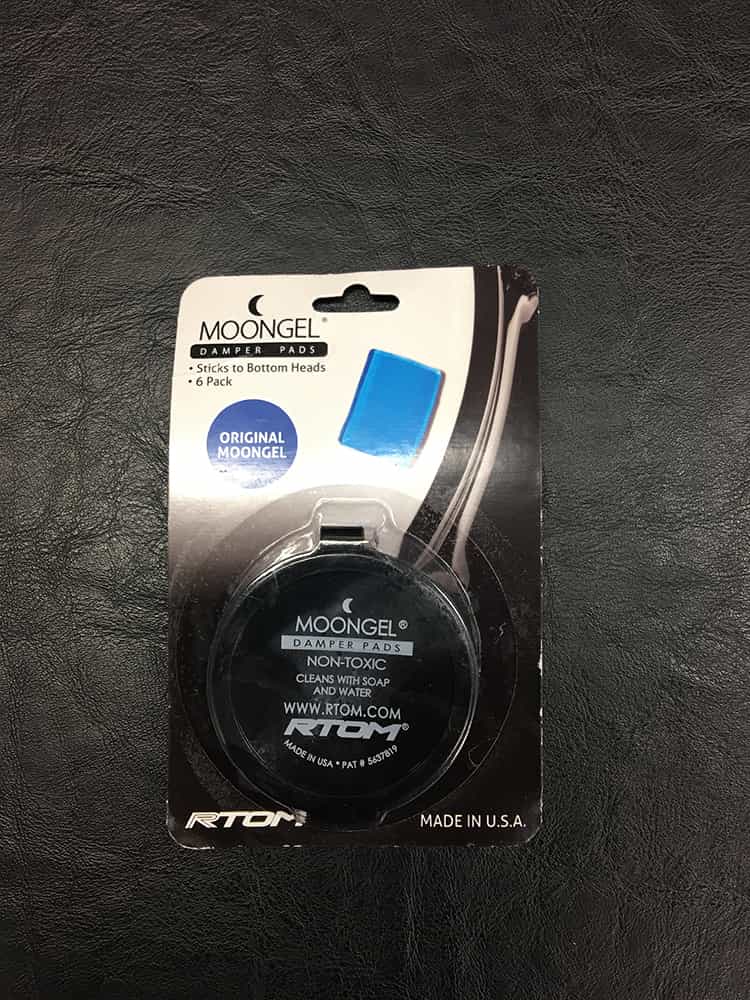 MOONGEL®
DAMPER PADS
• Sticks to Bottom Heads
• 6 Pack
ORIGINAL
MOONGEL
MOONGEL®
DAMPER PADS
NON-TOXIC
CLEANS WITH SOAP
AND WATER
WWW.RTOM.COM
RTOM®
MADE IN USA • PAT # 5637819
RTOM
MADE IN U.S.A.